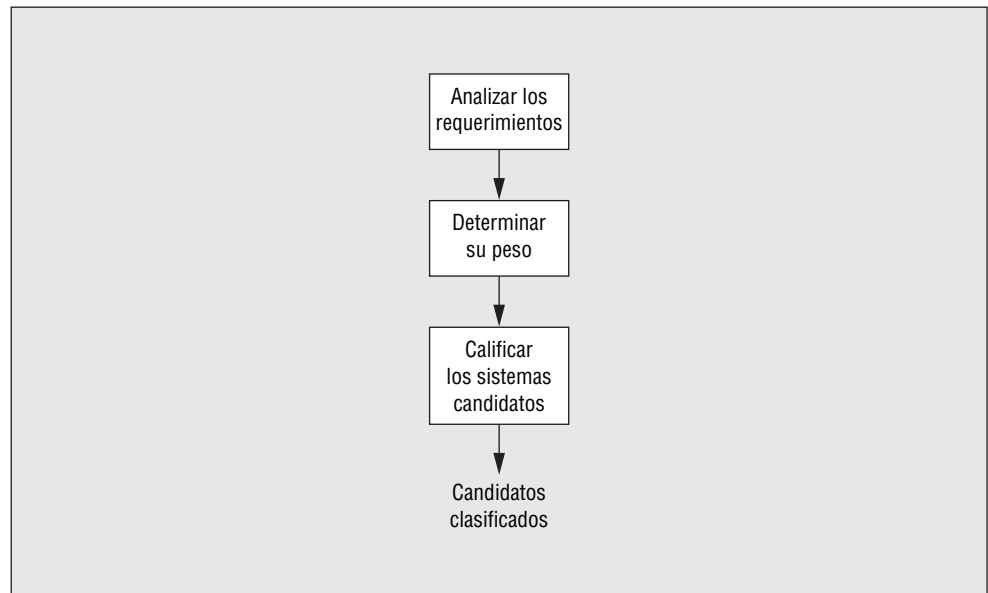 Analizar los
requerimientos
Determinar
su peso
Calificar
los sistemas
candidatos
Candidatos
clasificados